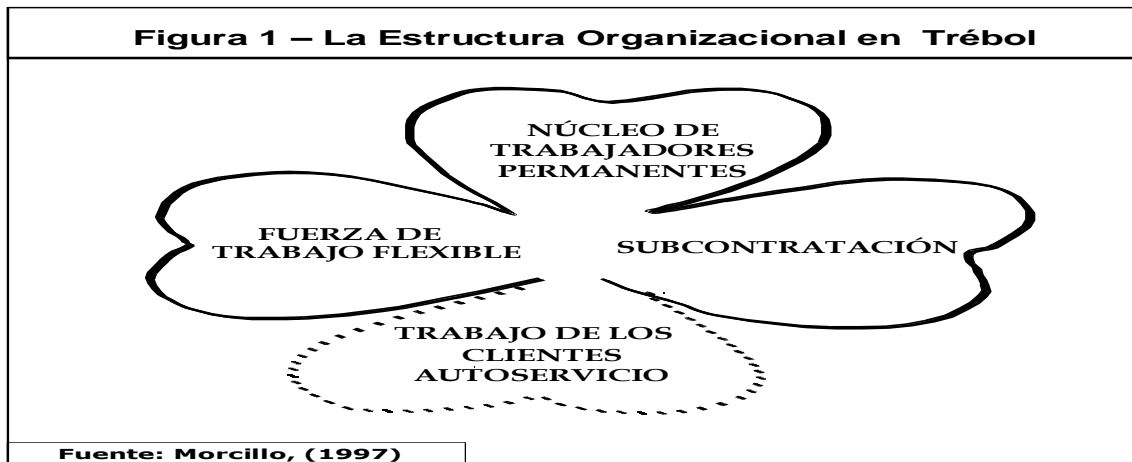 Figura 1 – La Estructura Organizacional en Trébol
NÚCLEO DE
TRABAJADORES
PERMANENTES
FUERZA DE
TRABAJO FLEXIBLE
SUBCONTRATACIÓN
TRABAJO DE LOS
CLIENTES
AUTOSERVICIO
Fuente: Morcillo, (1997)